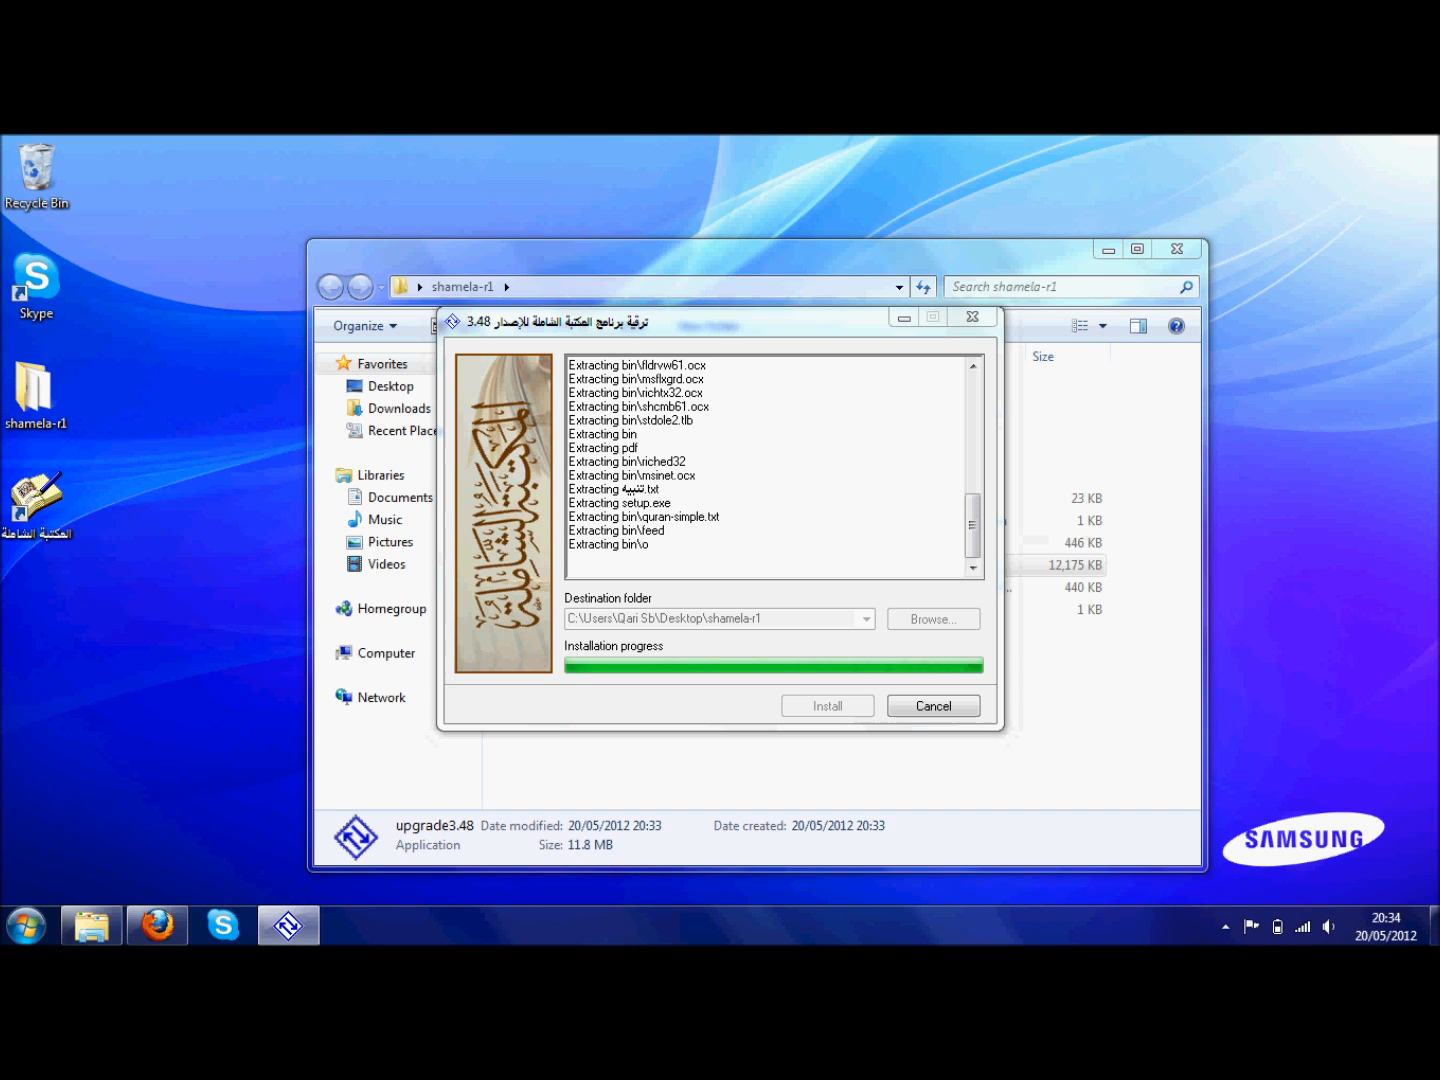 Recycle Bin
Skype
shamela-r1
المكتبة الشاملة
shamela-r1
Search shamela-r1
Organize
Size
ترقية برنامج المكتبة الشاملة للإصدار 3.48
Favorites
Desktop
Downloads
Recent Place
Libraries
Documents
Music
Pictures
Videos
Homegroup
Computer
Network
المكتبة الشاملة
Extracting bin\fldrvw61.ocx
Extracting bin\msflxgrd.ocx
Extracting bin\richtx32.ocx
Extracting bin\shcmb61.ocx
Extracting bin\stdole2.tlb
Extracting bin
Extracting pdf
Extracting bin\riched32
Extracting bin\msinet.ocx
Extracting تنبيه.txt
Extracting setup.exe
Extracting bin\quran-simple.txt
Extracting bin\feed
Extracting bin\o
Destination folder
C:\Users\Qari Sb\Desktop\shamela-r1
Browse...
Installation progress
Install
Cancel
23 KB
1 KB
446 KB
12,175 KB
440 KB
1 KB
upgrade3.48 Date modified: 20/05/2012 20:33 Date created: 20/05/2012 20:33
Application Size: 11.8 MB
SAMSUNG
20:34
20/05/2012